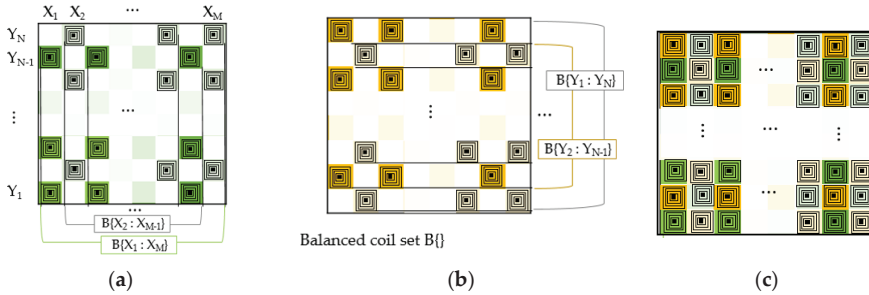 X1 X2 ... XM
YN
YN-1
...
...
Y1
...
B{X2 : XM-1}
B{X1 : XM}
(a)
B{Y1 : YN}
...
...
B{Y2 : YN-1}
Balanced coil set B{}
(b)
...
...
...
...
...
(c)